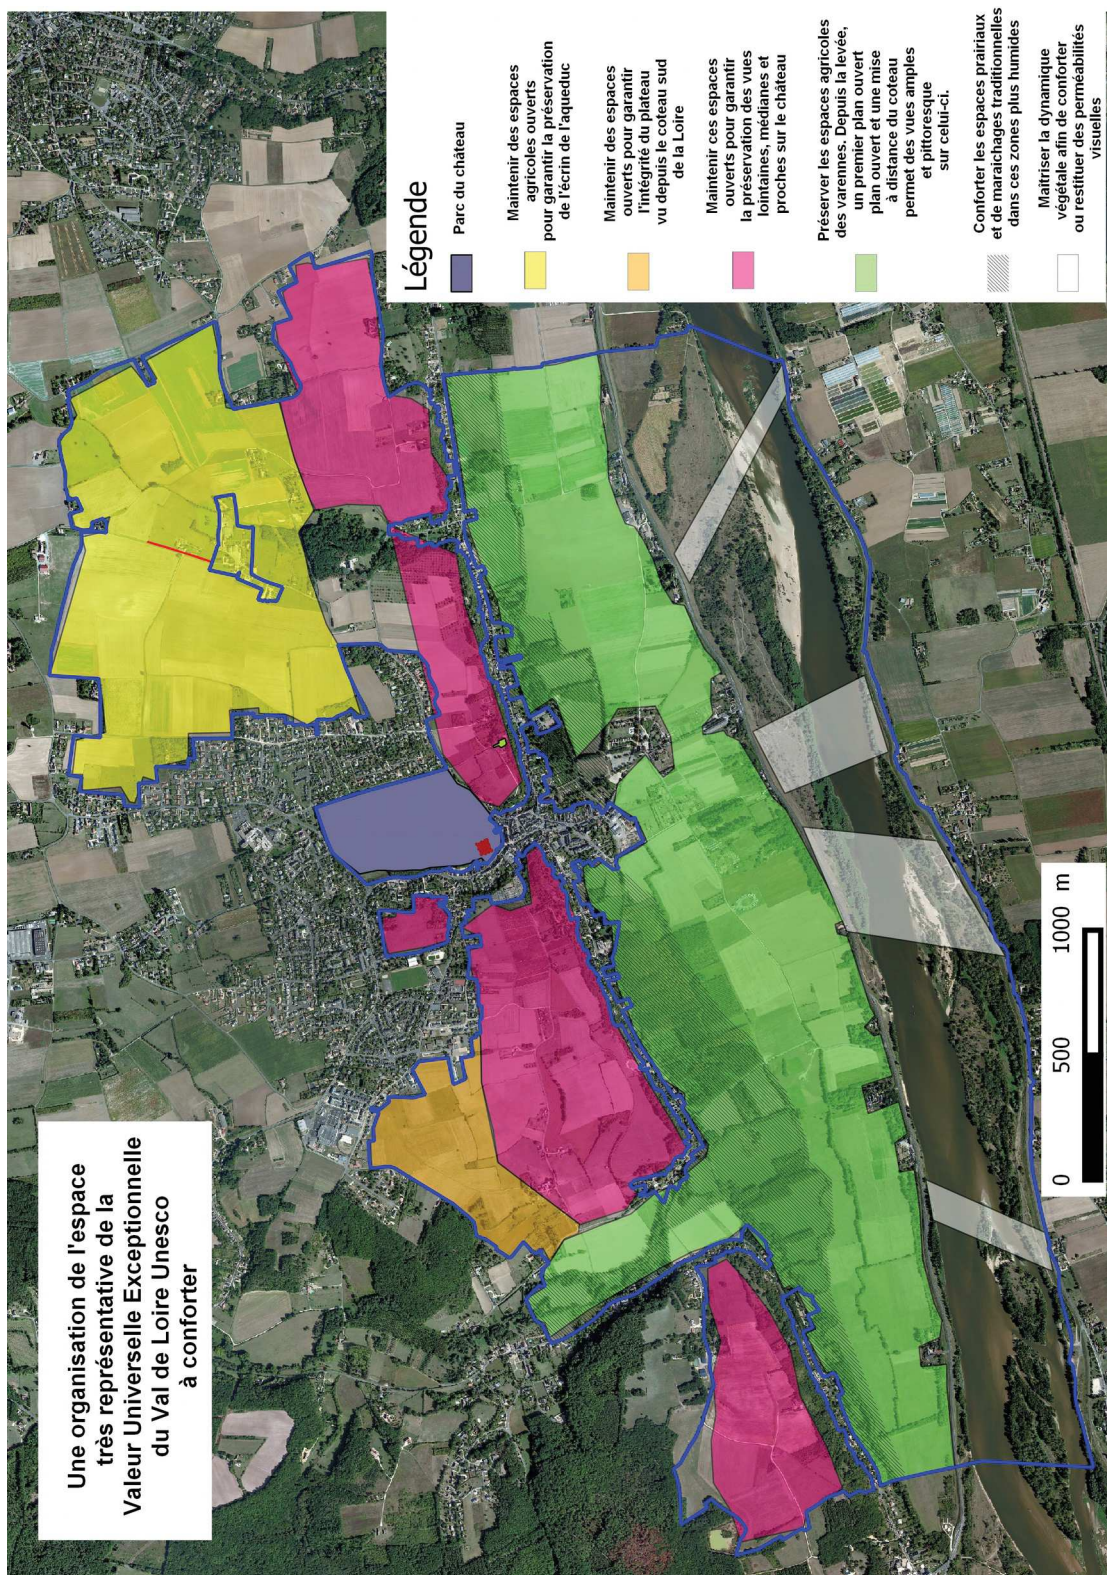 Une organisation de l'espace
très représentative de la
Valeur Universelle Exceptionnelle
du Val de Loire Unesco
à conforter
Légende
Parc du château
Maintenir des espaces
agricoles ouverts
pour garantir la préservation
de l'écrin de l'aqueduc
Maintenir des espaces
ouverts pour garantir
l'intégrité du plateau
vu depuis le coteau sud
de la Loire
Maintenir ces espaces
ouverts pour garantir
la préservation des vues
lointaines, médianes et
proches sur le château
Préserver les espaces agricoles
des varennes. Depuis la levée,
un premier plan ouvert
plan ouvert et une mise
à distance du coteau
permet des vues amples
et pittoresque
sur celui-ci.
Conforter les espaces prairiaux
et de maraichages traditionnelles
dans ces zones plus humides
Maîtriser la dynamique
végétale afin de conforter
ou restituer des perméabilités
visuelles
0 500 1000 m